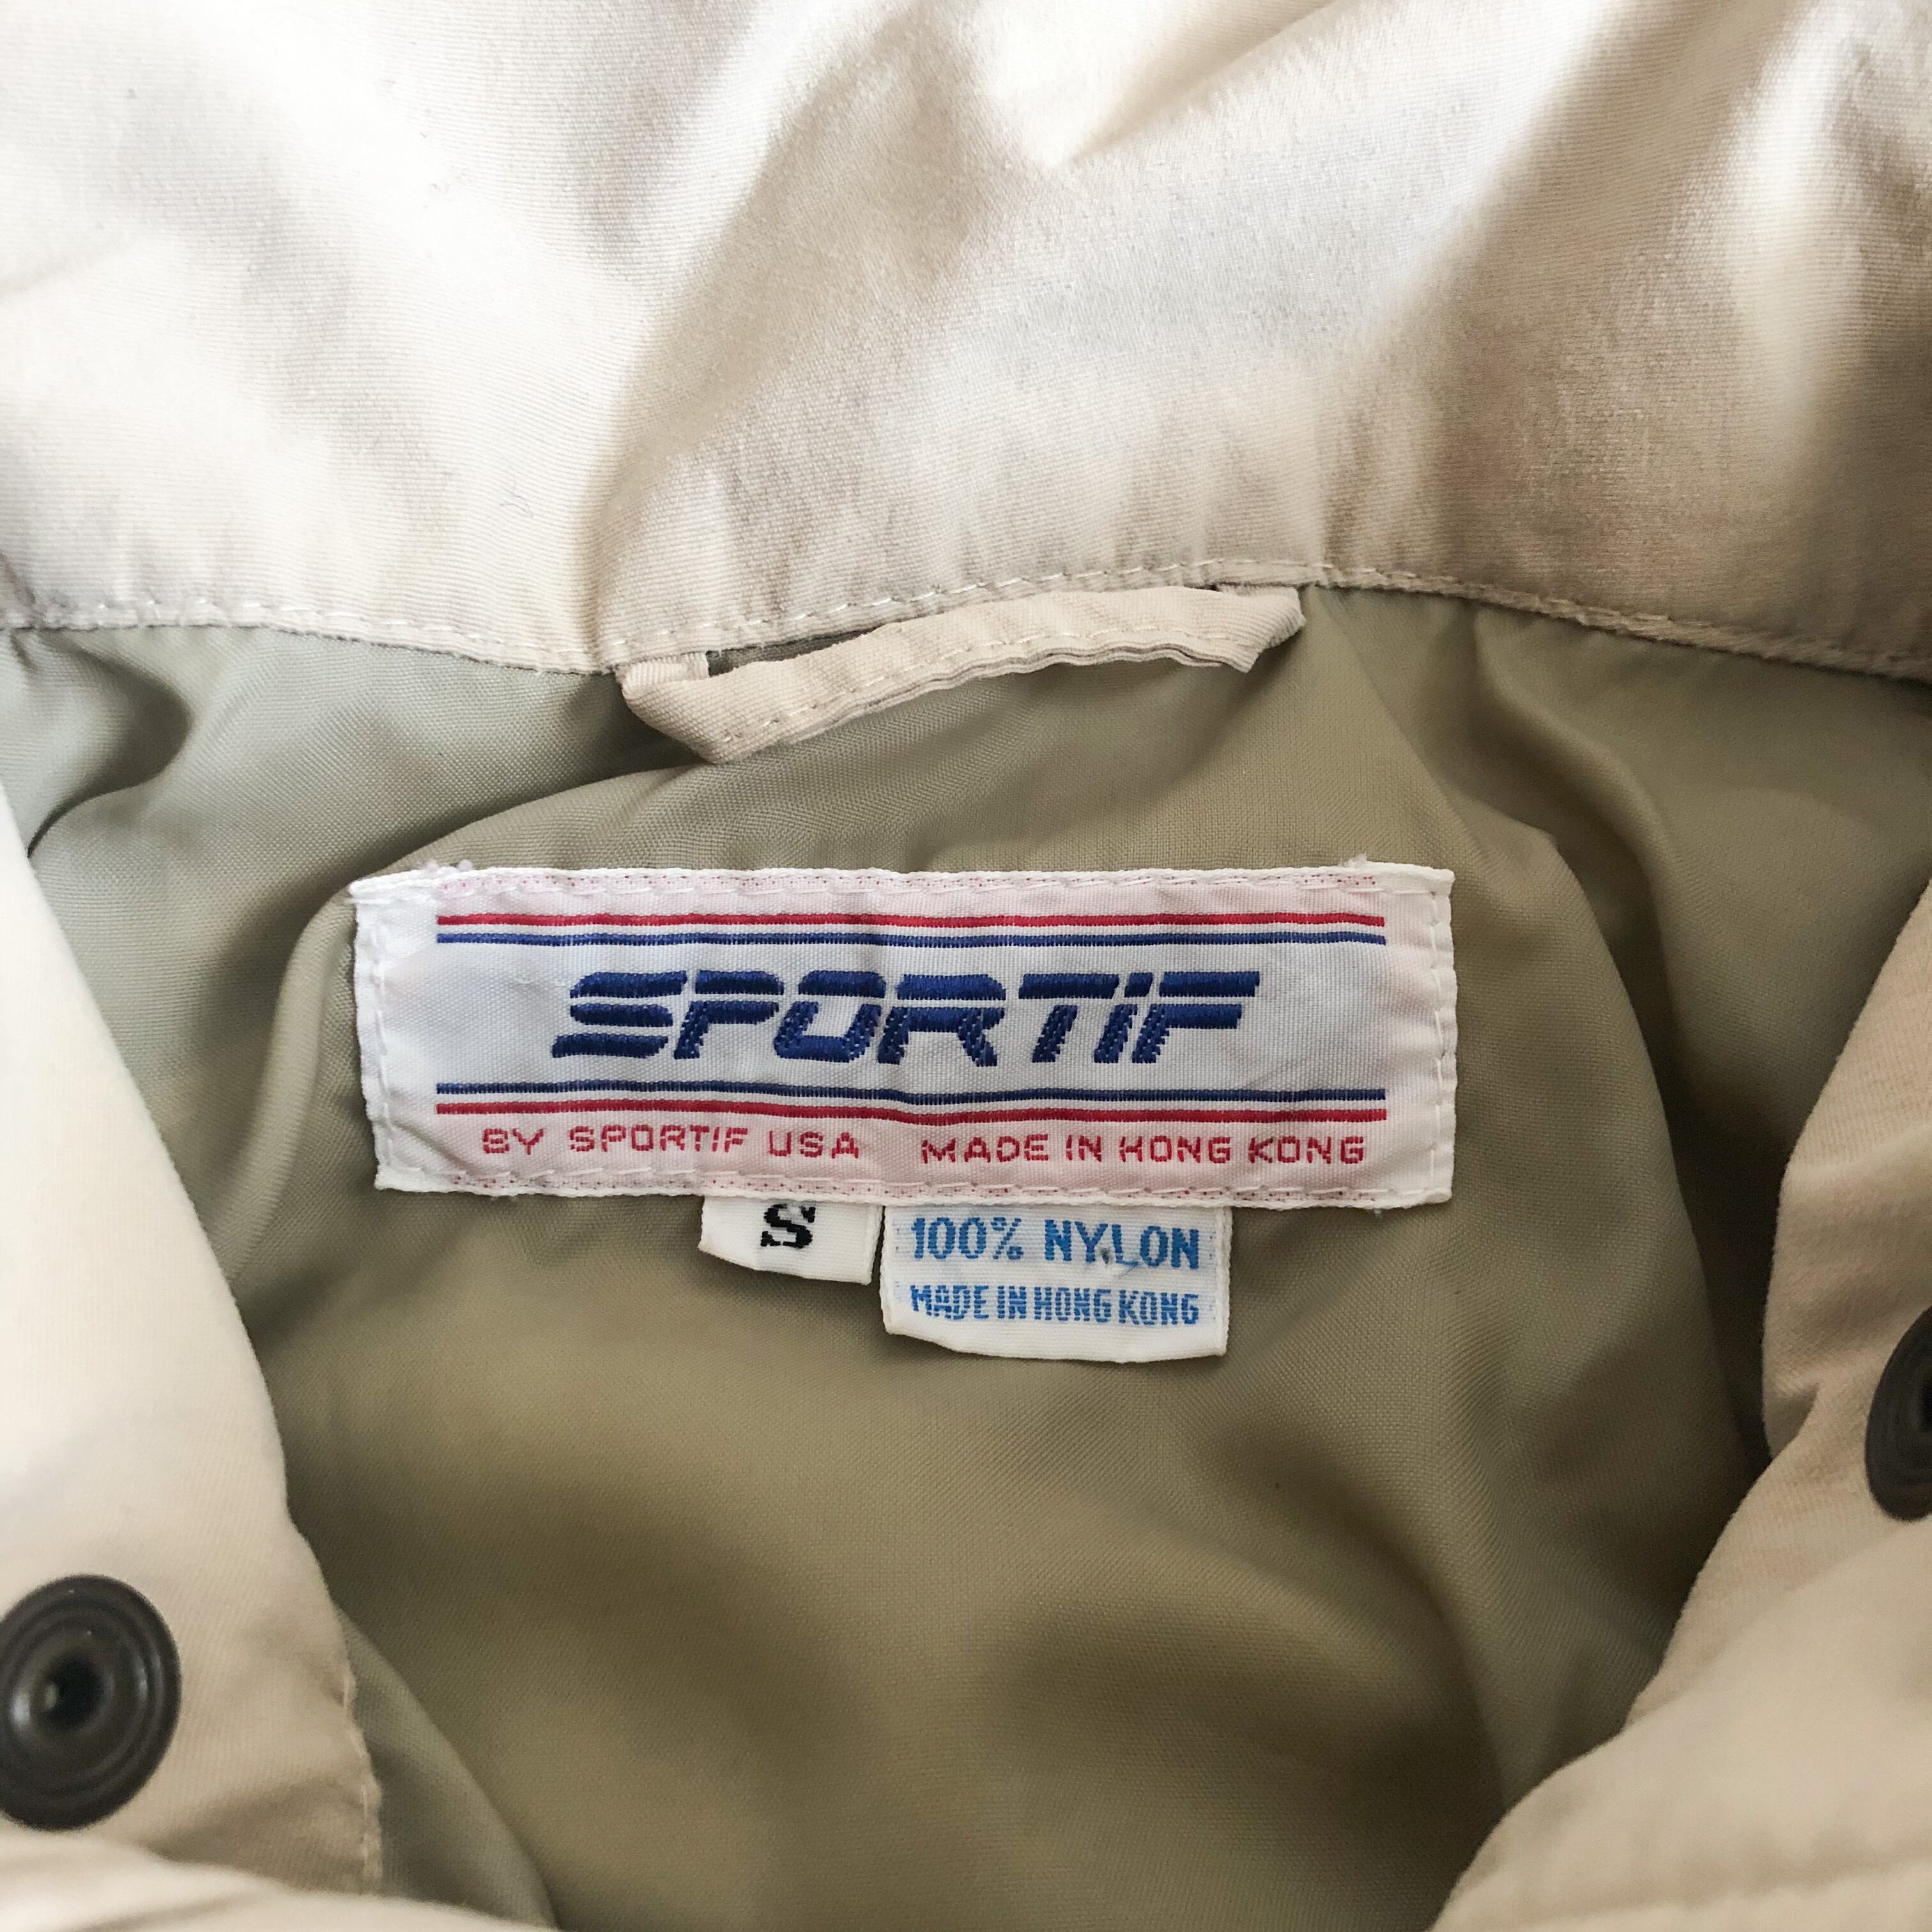 SPORTiF
BY SPORTIF USA MADE IN HONG KONG
S
100% NYLON
MADE IN HONG KONG